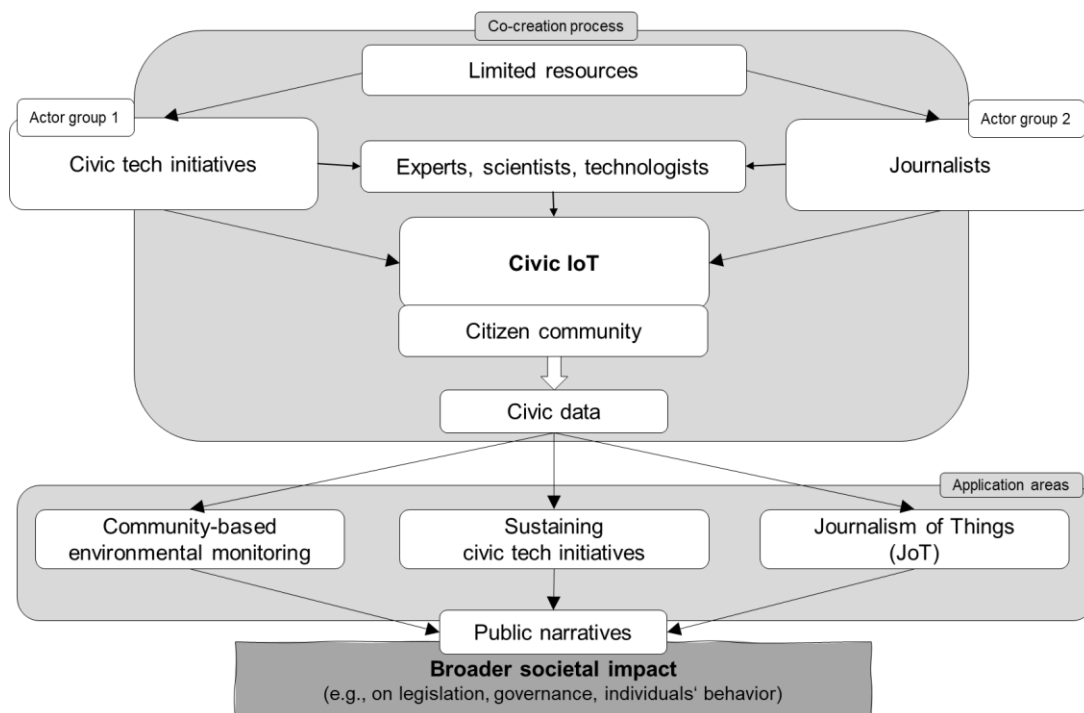 Co-creation process
Limited resources
Actor group 1
Actor group 2
Civic tech initiatives
Experts, scientists, technologists
Journalists
Civic IoT
Citizen community
Civic data
Application areas
Community-based
environmental monitoring
Sustaining
civic tech initiatives
Journalism of Things
(JoT)
Public narratives
Broader societal impact
(e.g., on legislation, governance, individuals‘ behavior)